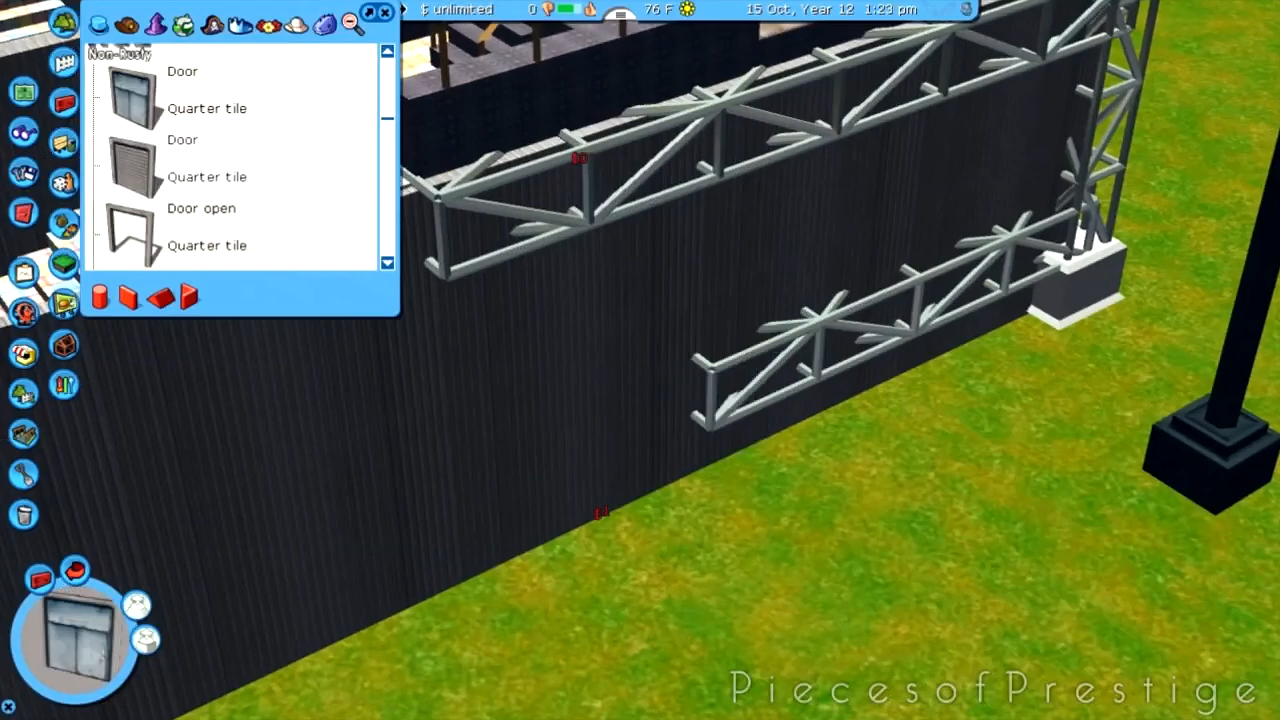 $ unlimited 0 76 F 15 Oct, Year 12 1:23 pm
Non-Rusty
Door
Quarter tile
Door
Quarter tile
Door open
Quarter tile
PiecesofPrestige